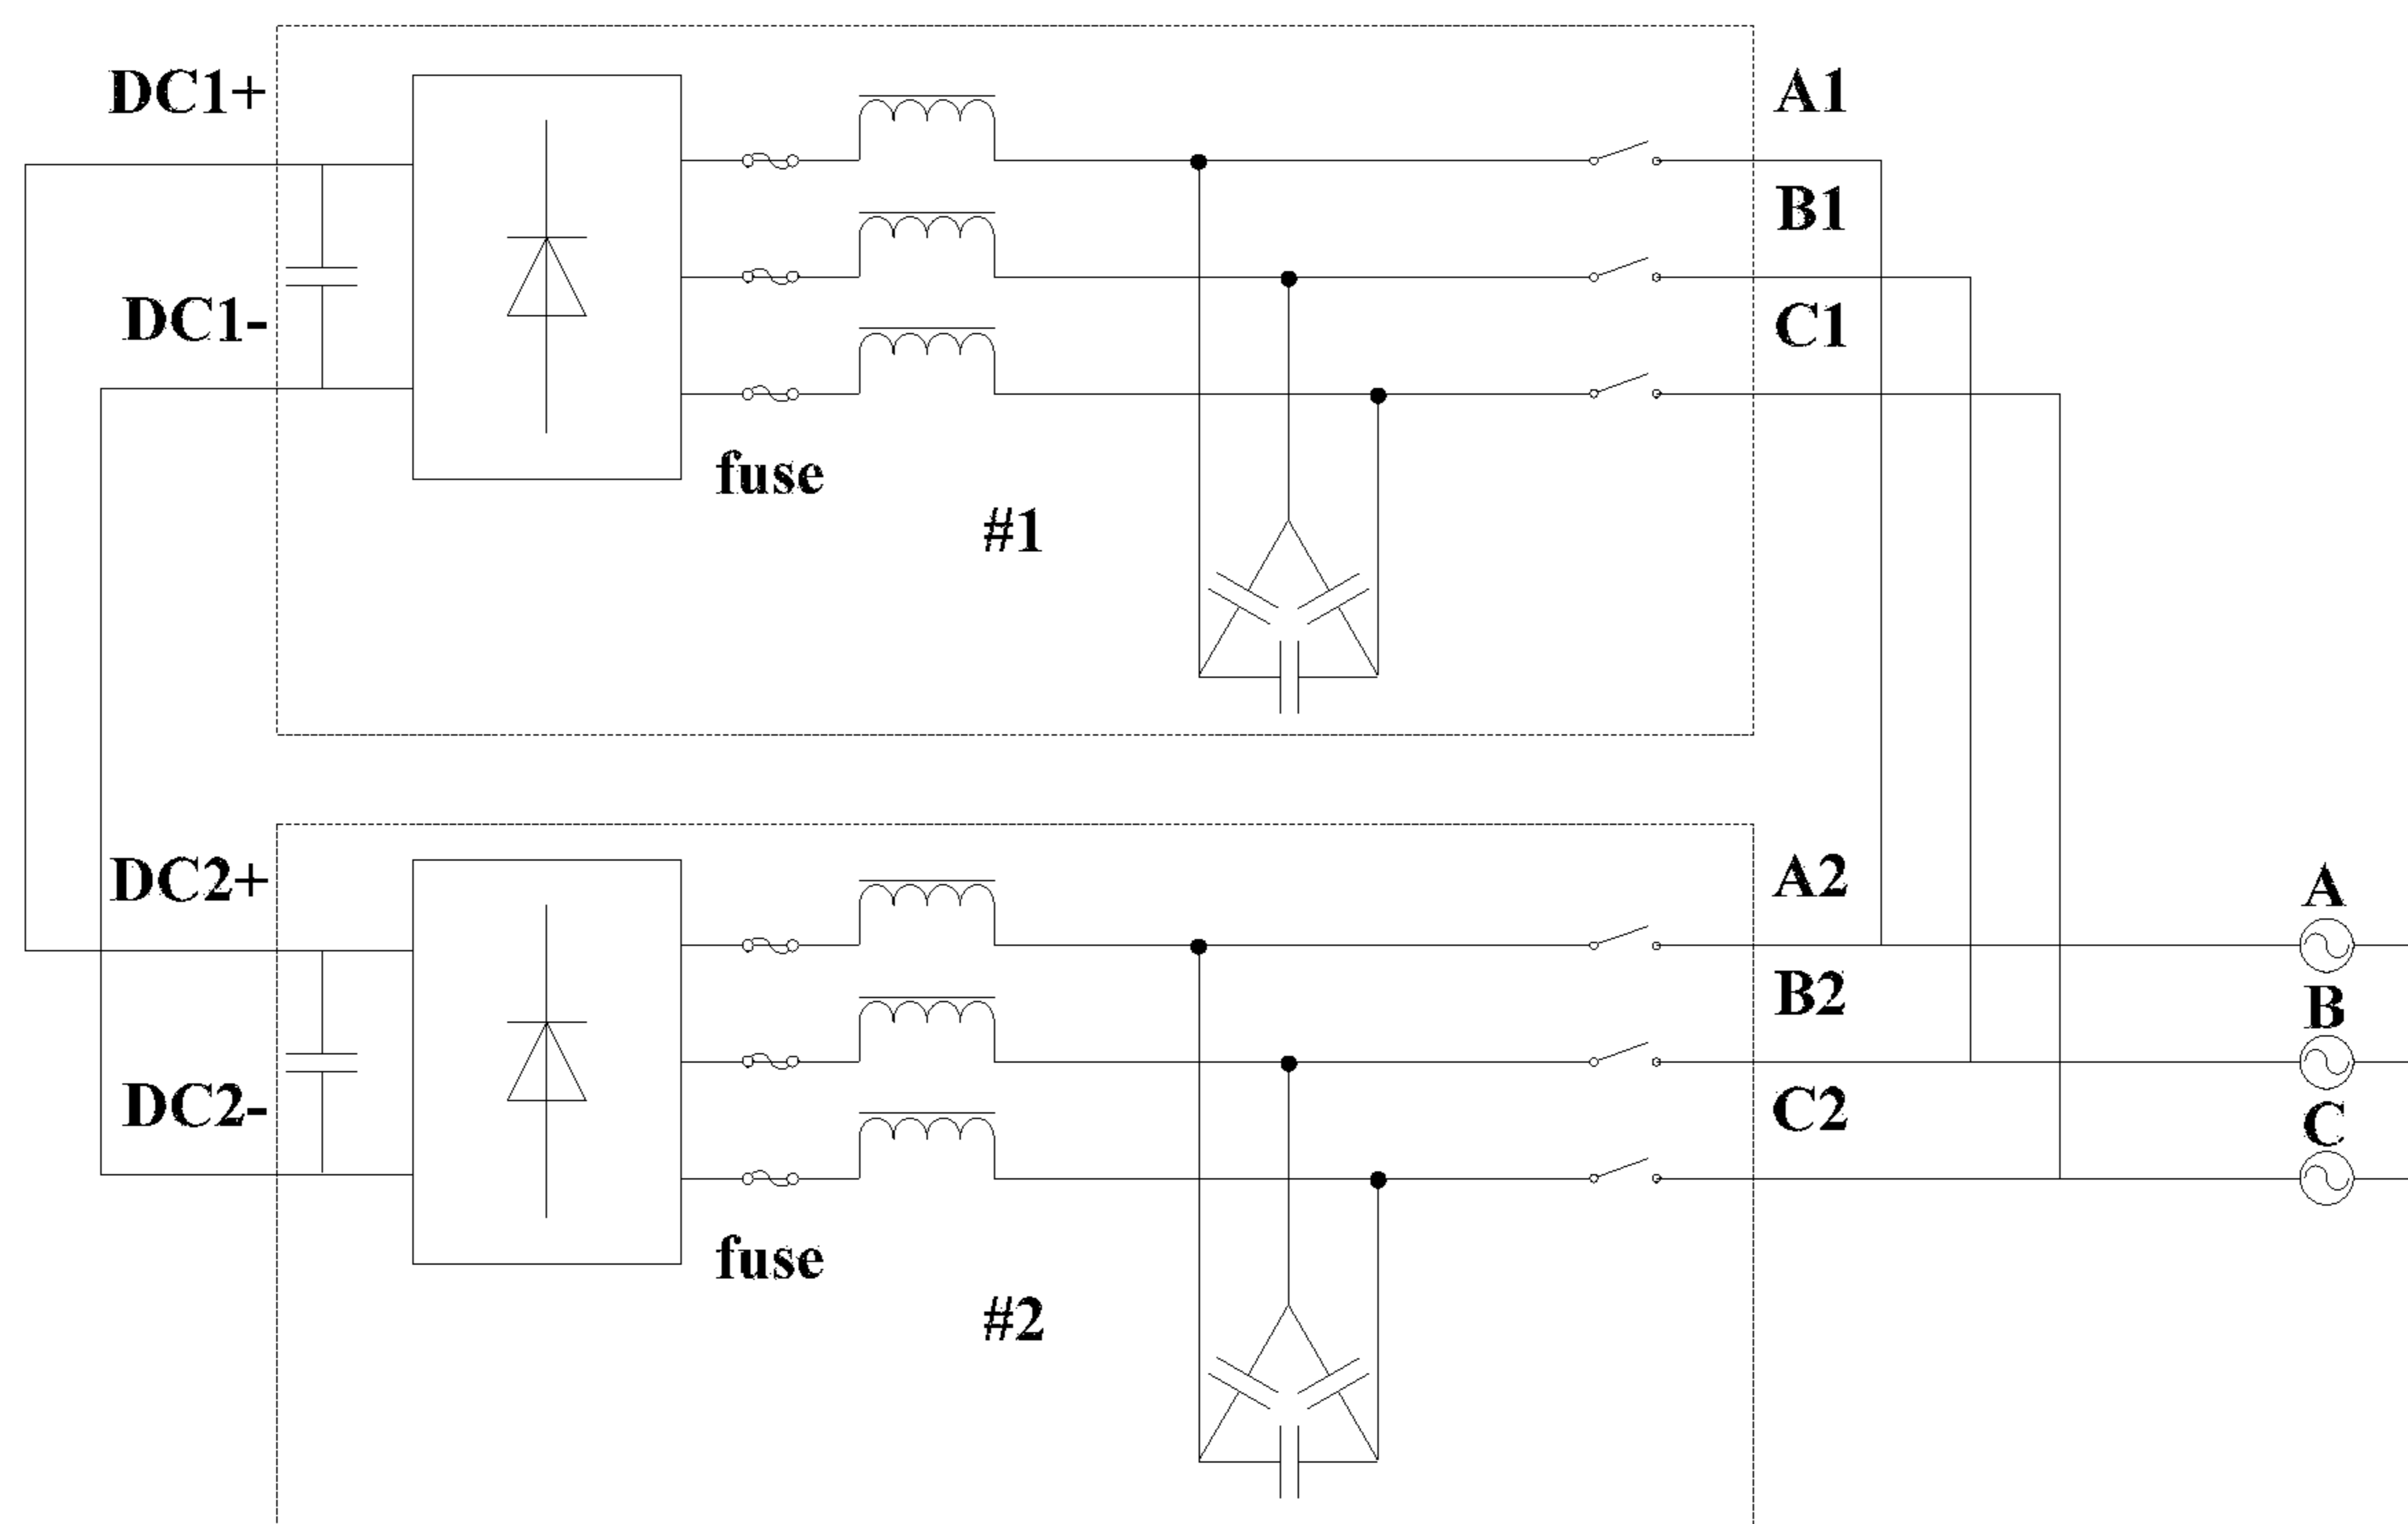 DC1+
A1
B1
DC1-
C1
fuse
#1
DC2+
A2
A
B2
B
DC2-
C2
C
fuse
#2